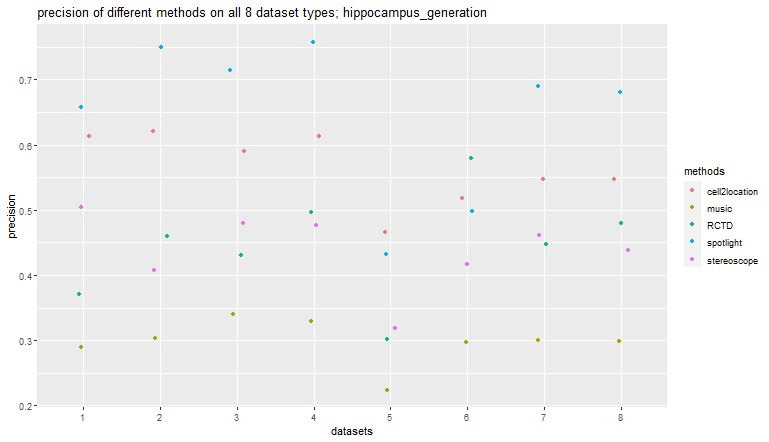 precision of different methods on all 8 dataset types; hippocampus_generation
precision
0.7
0.6
0.5
0.4
0.3
0.2
1 2 3 4 5 6 7 8
datasets
methods
cell2location
music
RCTD
spotlight
stereoscope